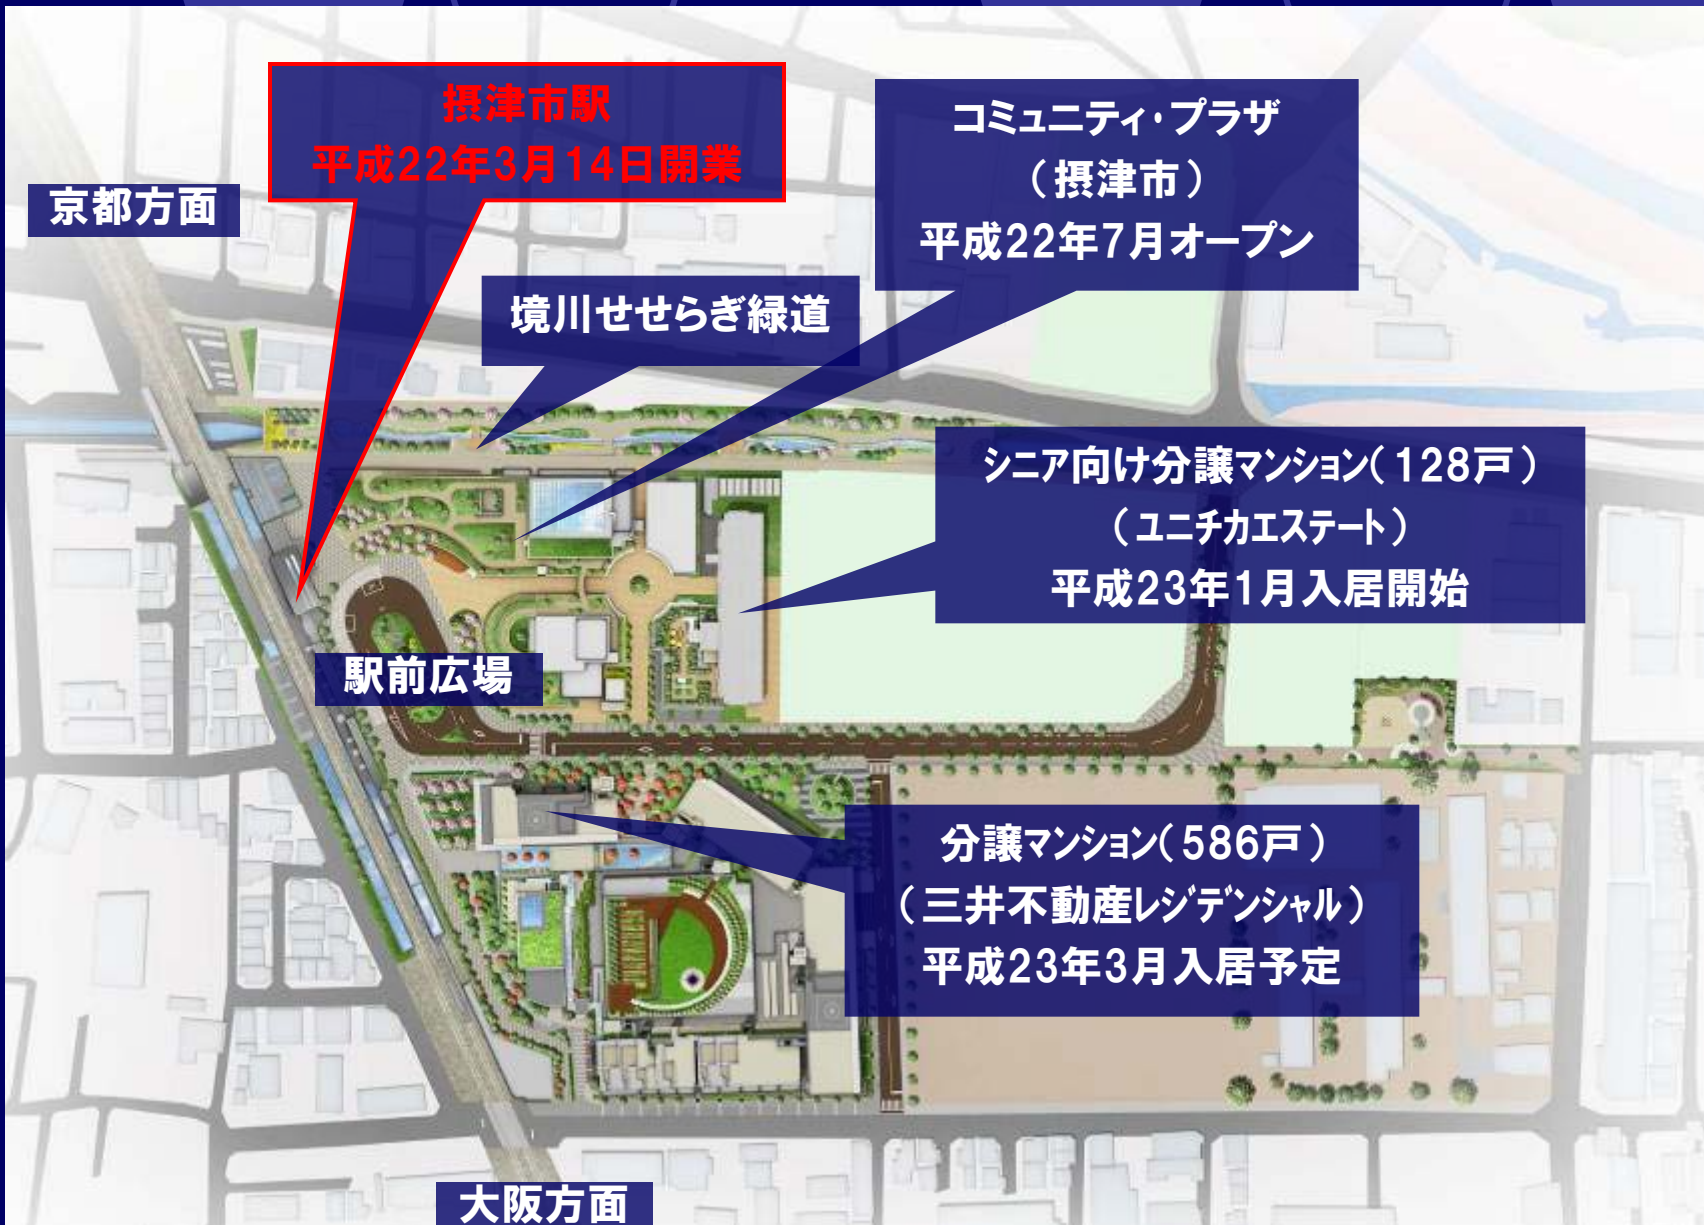 摂津市駅
平成22年3月14日開業
コミュニティ・プラザ
（摂津市）
平成22年7月オープン
京都方面
境川せせらぎ緑道
シニア向け分譲マンション（128戸）
（ユニチカエステート）
平成23年1月入居開始
駅前広場
分譲マンション（586戸）
（三井不動産レジデンシャル）
平成23年3月入居予定
大阪方面